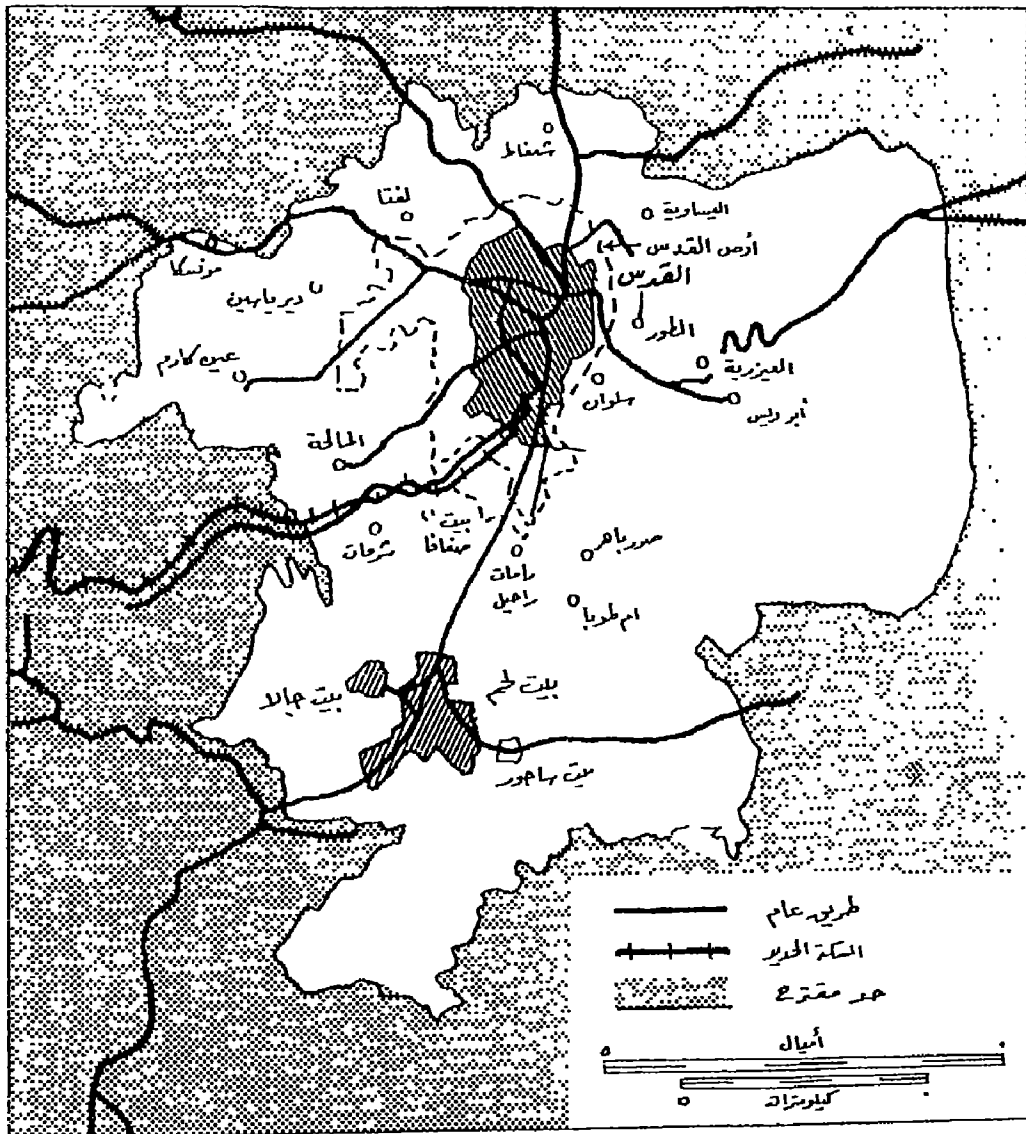 شعفاط
لفتا
العيساوية
أرض القدس
القدس
موتسكا
دير ياسين
الطور
عين كارم
العيزرية
سلوان
أبو ديس
المالحة
بيت
صفافا
شرفات
صور باهر
رامات
راحيل
ام طوبا
بيت لحم
بيت جالا
بيت ساحور
طريق عام
السكة الحديد
حد مقترح
أميال
كيلومترات